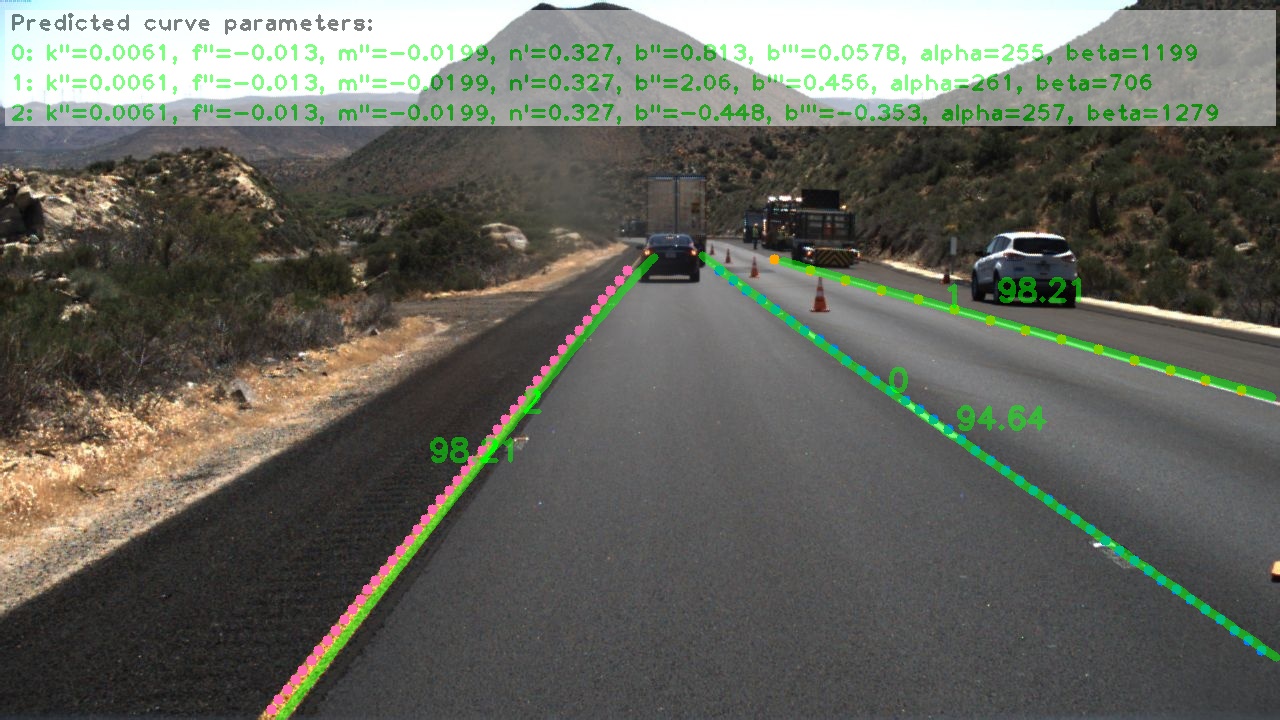 Predicted curve parameters:
0: k''=0.0061, f''=-0.013, m''=-0.0199, n'=0.327, b''=0.813, b'''=0.0578, alpha=255, beta=1199
1: k''=0.0061, f''=-0.013, m''=-0.0199, n'=0.327, b''=2.06, b'''=0.456, alpha=261, beta=706
2: k''=0.0061, f''=-0.013, m''=-0.0199, n'=0.327, b''=-0.448, b'''=-0.353, alpha=257, beta=1279
1 98.21
0
2 94.64
98.21